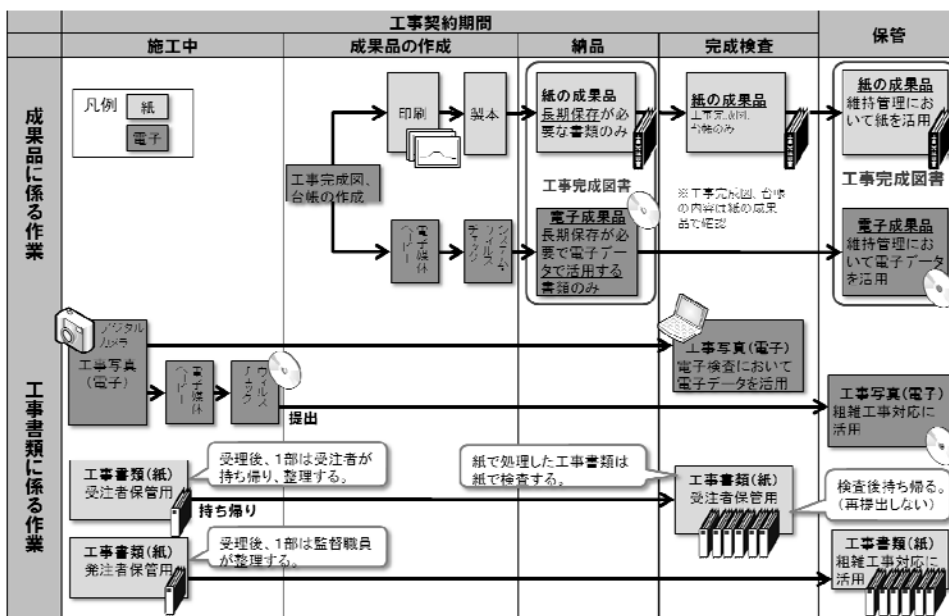 工事契約期間
施工中
成果品の作成
納品
完成検査
保管
成果品に係る作業
凡例
紙
電子
工事完成図、
台帳の作成
印刷
製本
紙の成果品
長期保存が必
要な書類のみ
紙の成果品
工事完成図、
台帳のみ
紙の成果品
維持管理にお
いて紙を活用
工事完成図書
※工事完成図、台帳
の内容は紙の成果
品で確認
工事完成図書
電子媒体
コピー
システム・
ウィルス
チェック
電子成果品
長期保存が必
要で電子デー
タで活用する
書類のみ
電子成果品
維持管理にお
いて電子データ
を活用
工事書類に係る作業
デジタル
カメラ
工事写真
(電子)
電子媒体
コピー
ウィルス
チェック
提出
工事写真(電子)
電子検査において
電子データを活用
工事写真(電子)
粗雑工事対応に
活用
工事書類(紙)
受注者保管用
受理後、1部は受注者が
持ち帰り、整理する。
持ち帰り
紙で処理した工事書類は
紙で検査する。
工事書類(紙)
受注者保管用
検査後持ち帰る。
(再提出しない)
工事書類(紙)
発注者保管用
受理後、1部は監督職員
が整理する。
工事書類(紙)
粗雑工事対応に
活用